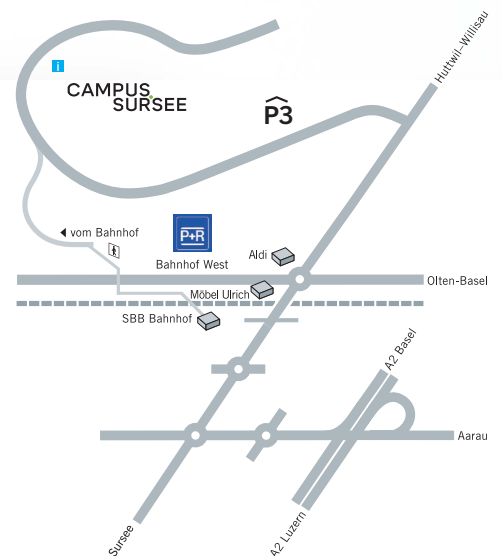 Huttwil–Willisau
i
CAMPUS
SURSEE
P3
vom Bahnhof
P+R
Bahnhof West
Aldi
Olten-Basel
Möbel Ulrich
SBB Bahnhof
A2 Basel
Aarau
Sursee
A2 Luzern